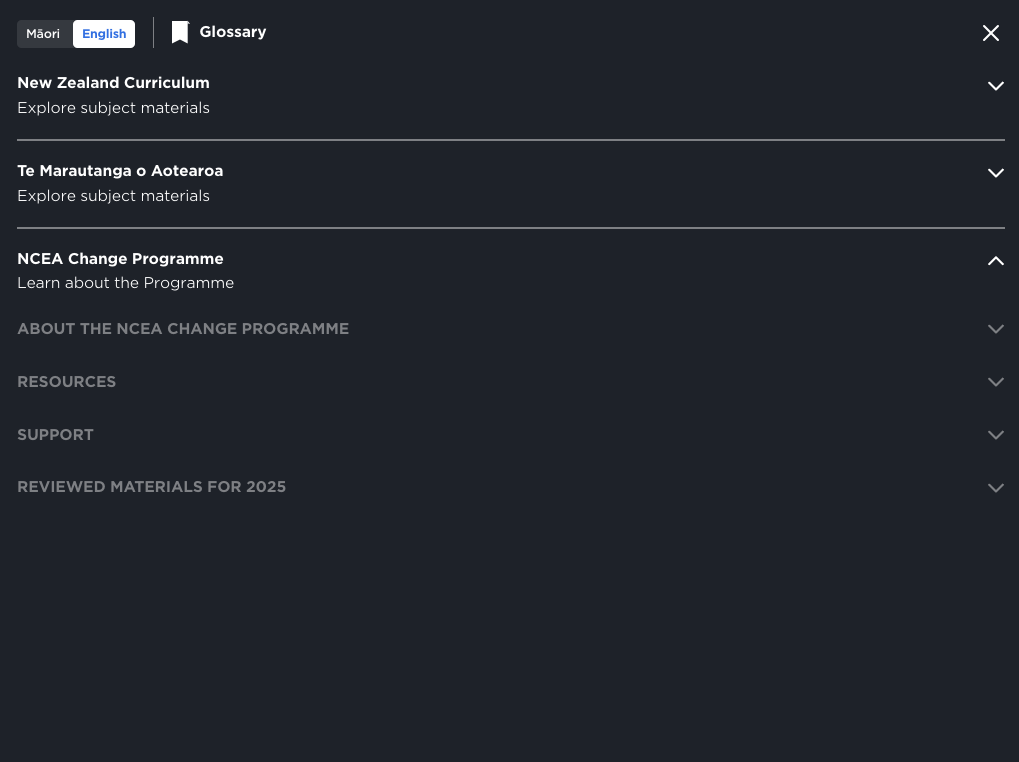 Māori English Glossary
New Zealand Curriculum
Explore subject materials
Te Marautanga o Aotearoa
Explore subject materials
NCEA Change Programme
Learn about the Programme
ABOUT THE NCEA CHANGE PROGRAMME
RESOURCES
SUPPORT
REVIEWED MATERIALS FOR 2025